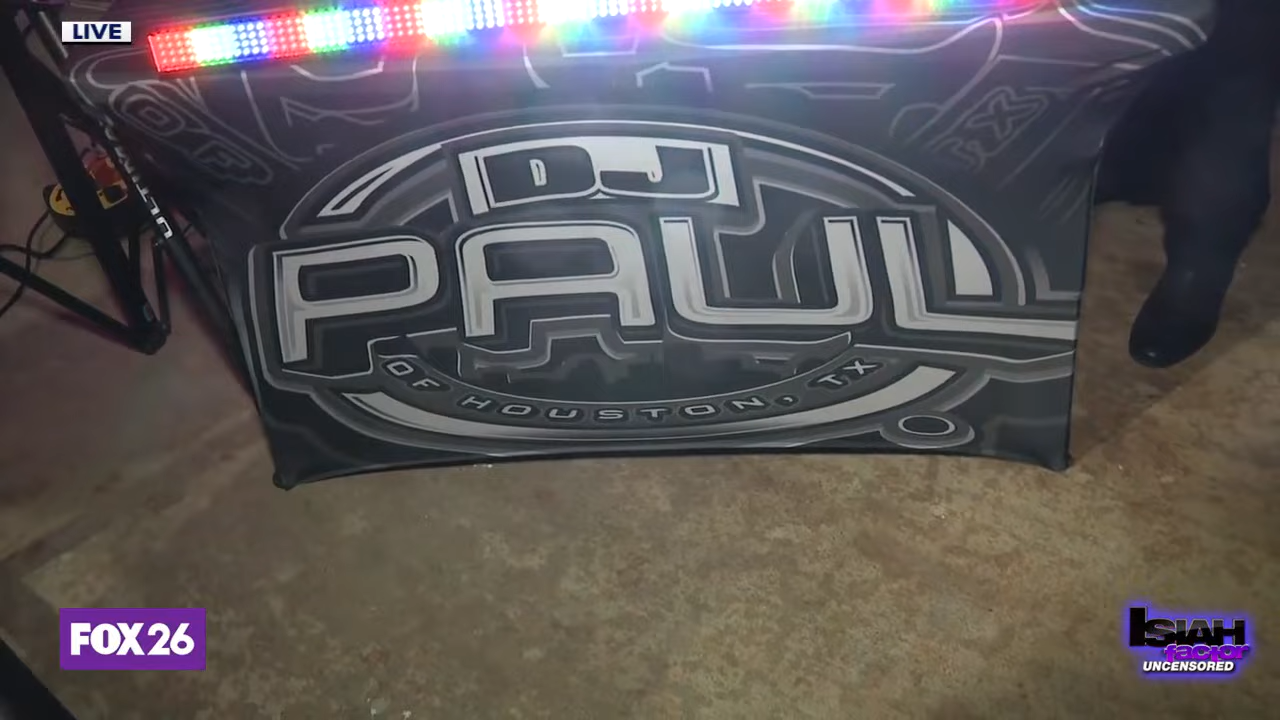 LIVE
DJ
PAUL
OF HOUSTON, TX
FOX 26
ISIAH
factor
UNCENSORED